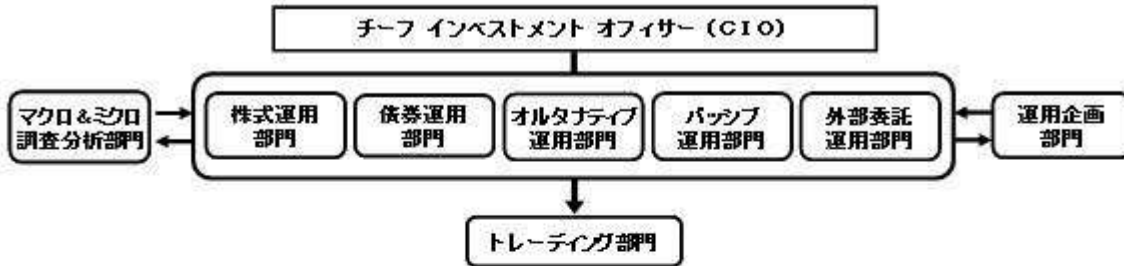 チーフ インベストメント オフィサー (CIO)
マクロ&ミクロ
調査分析部門
株式運用
部門
債券運用
部門
オルタナティブ
運用部門
パッシブ
運用部門
外部委託
運用部門
運用企画
部門
トレーディング部門